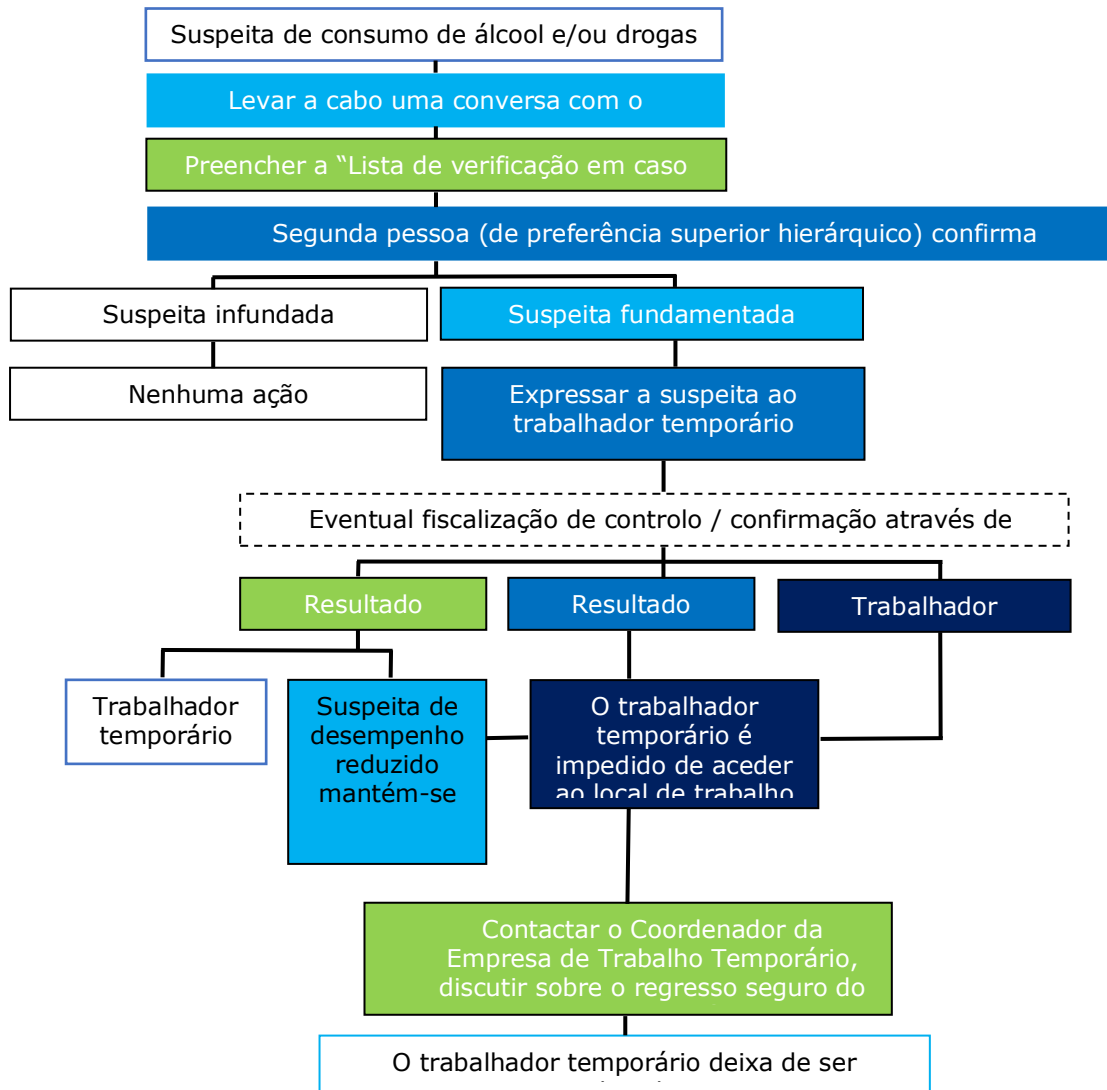 Suspeita de consumo de álcool e/ou drogas
Levar a cabo uma conversa com o
Preencher a “Lista de verificação em caso
Segunda pessoa (de preferência superior hierárquico) confirma
Suspeita infundada
Suspeita fundamentada
Nenhuma ação
Expressar a suspeita ao
trabalhador temporário
Eventual fiscalização de controlo / confirmação através de
Resultado
Resultado
Trabalhador
Trabalhador
temporário
Suspeita de
desempenho
reduzido
mantém-se
O trabalhador
temporário é
impedido de aceder
ao local de trabalho
Contactar o Coordenador da
Empresa de Trabalho Temporário,
discutir sobre o regresso seguro do
O trabalhador temporário deixa de ser